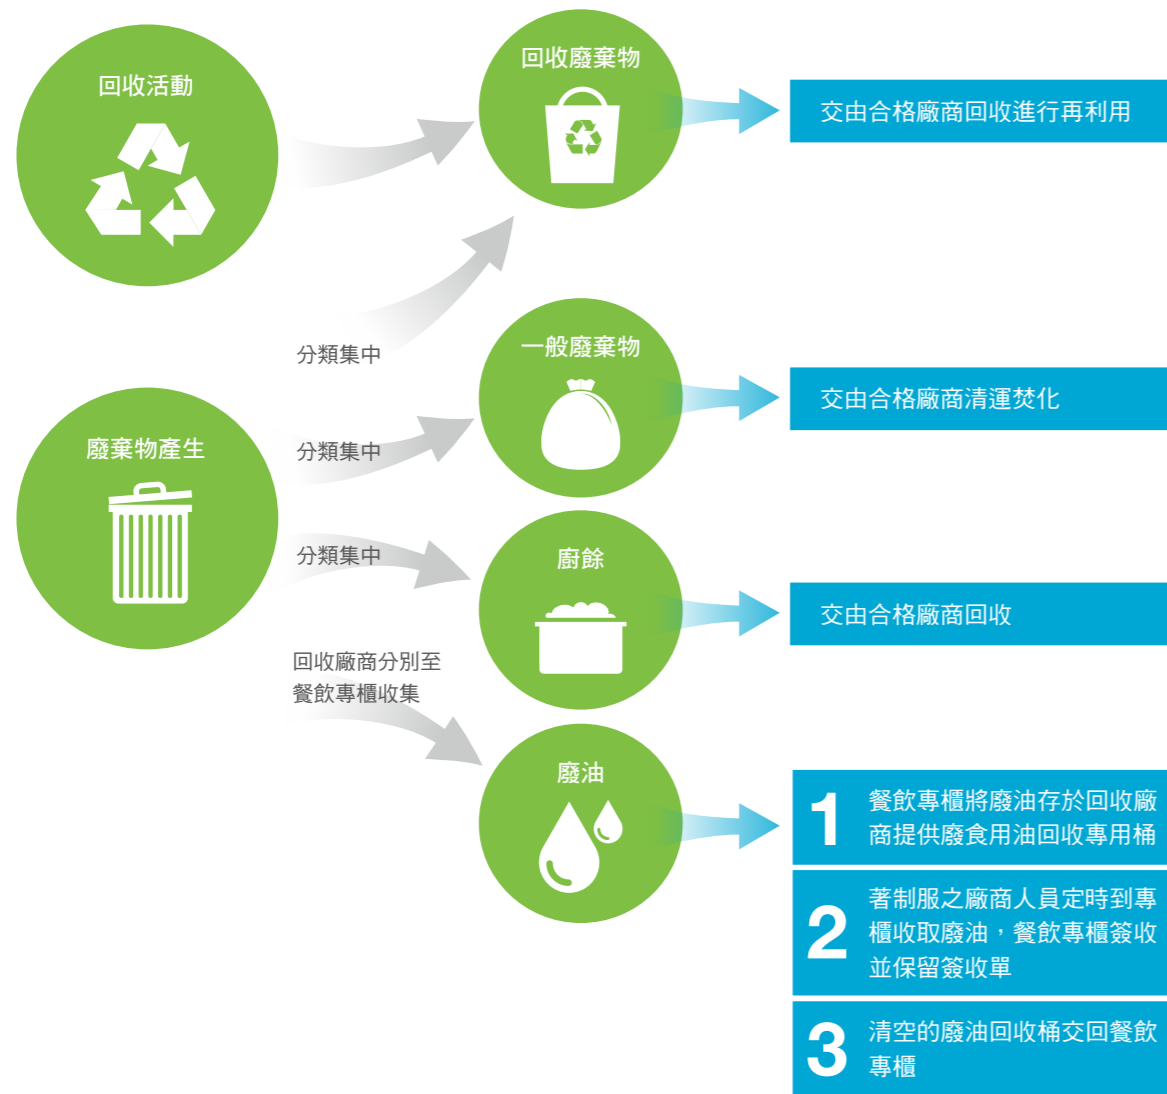 回收活動
回收廢棄物
交由合格廠商回收進行再利用
分類集中
一般廢棄物
交由合格廠商清運焚化
廢棄物產生
分類集中
分類集中
廚餘
交由合格廠商回收
回收廠商分別至
餐飲專櫃收集
廢油
1
餐飲專櫃將廢油存於回收廠
商提供廢食用油回收專用桶
2
著制服之廠商人員定時到專
櫃收取廢油，餐飲專櫃簽收
並保留簽收單
3
清空的廢油回收桶交回餐飲
專櫃